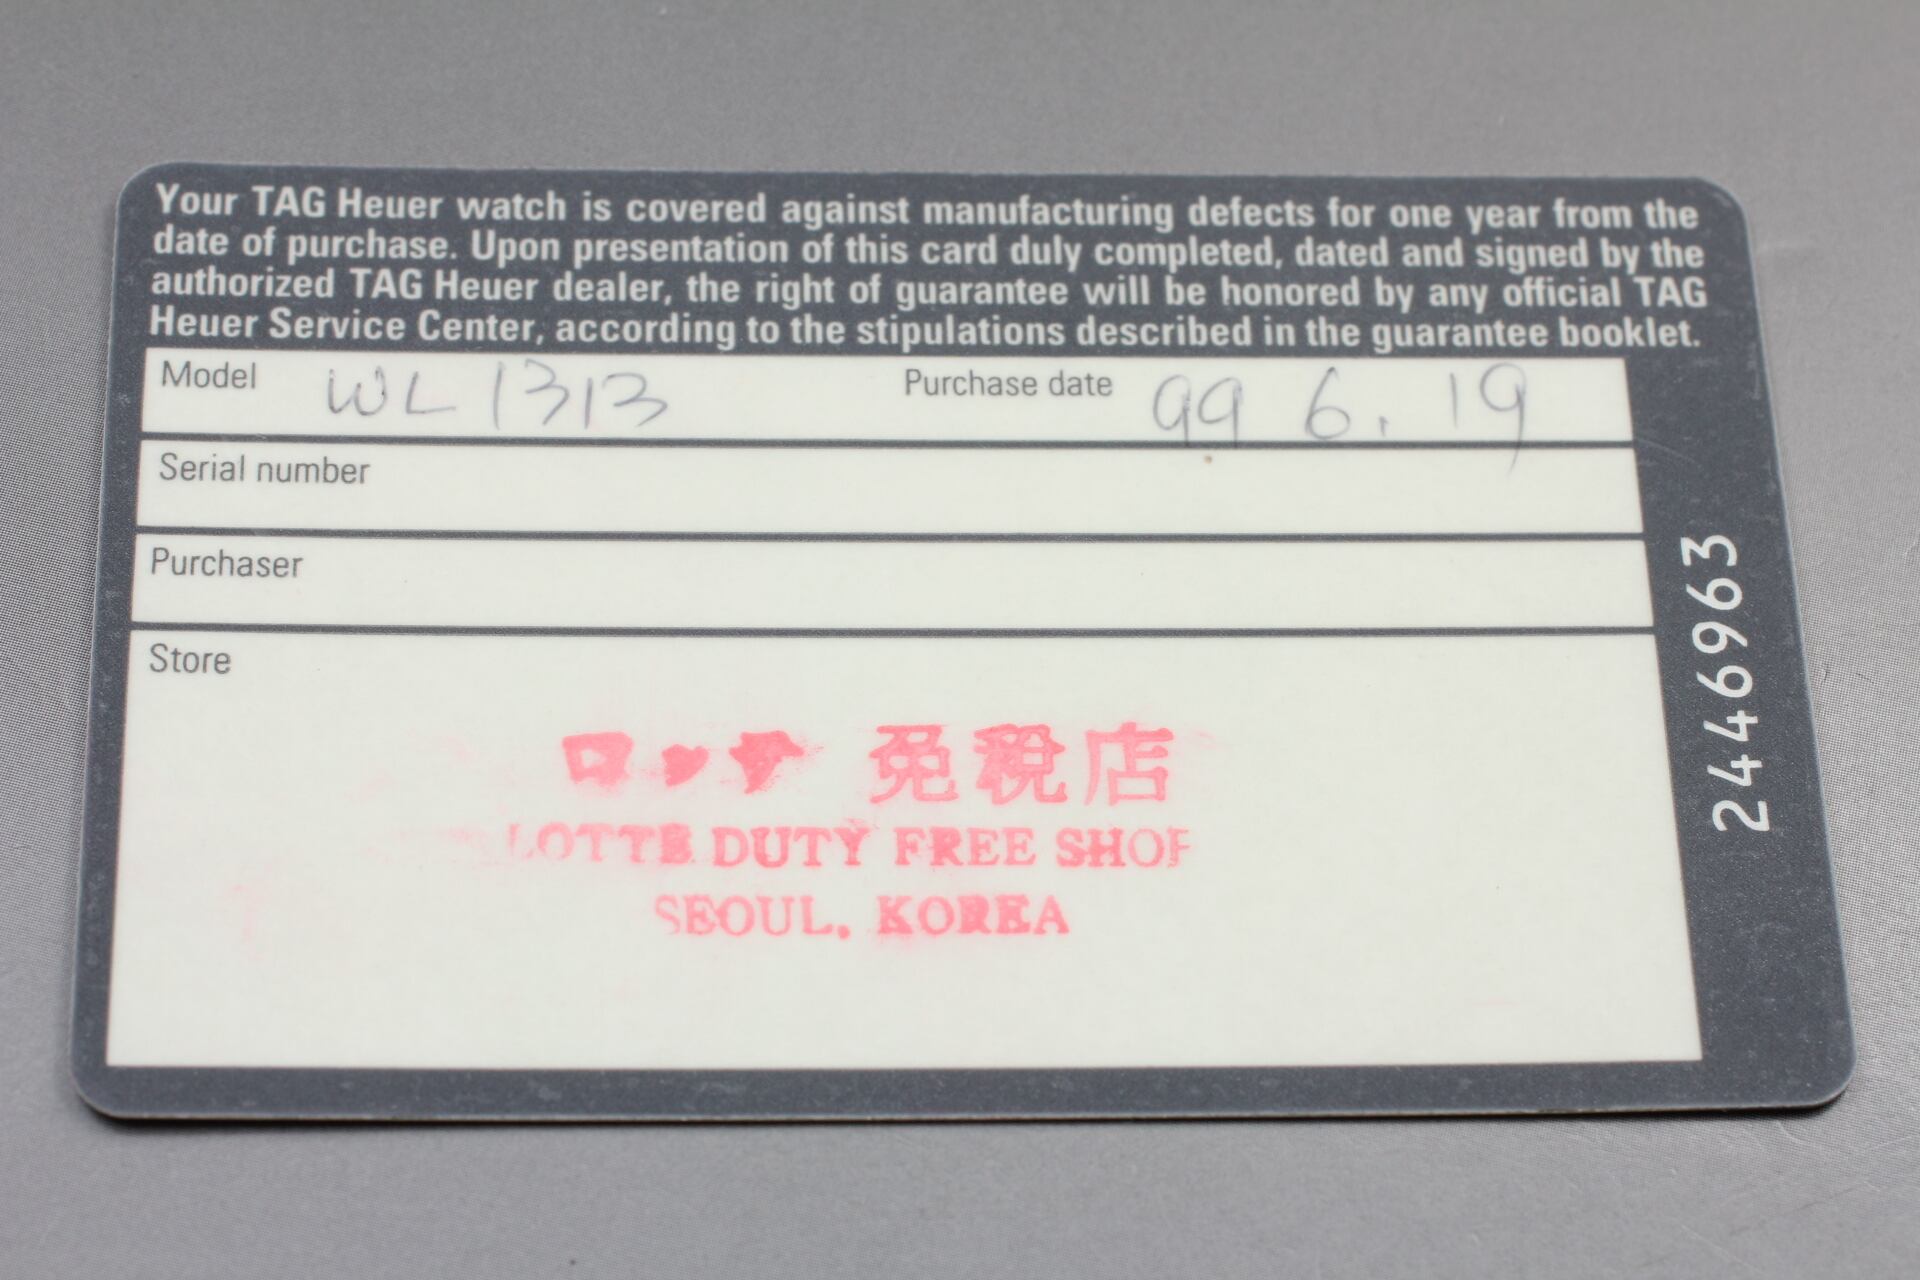 Your TAG Heuer watch is covered against manufacturing defects for one year from the
date of purchase. Upon presentation of this card duly completed, dated and signed by the
authorized TAG Heuer dealer, the right of guarantee will be honored by any official TAG
Heuer Service Center, according to the stipulations described in the guarantee booklet.
Model WL 1313 Purchase date 99 6. 19
Serial number
Purchaser
Store
ロッテ 免税店
LOTTE DUTY FREE SHOP
SEOUL. KOREA
2446963